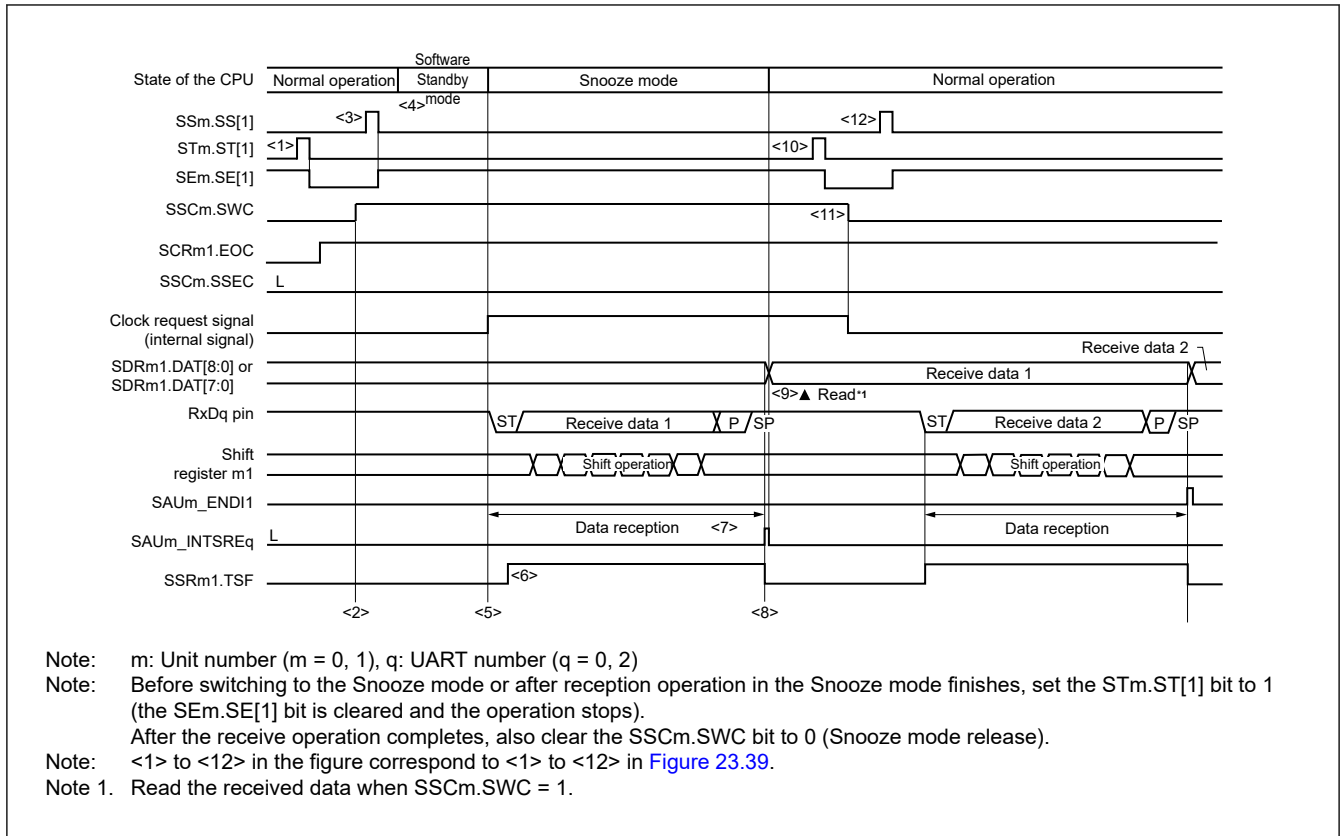 Software
State of the CPU Normal operation Standby Snooze mode Normal operation
<4> mode
SSm.SS[1] <3> <12>
STm.ST[1] <1> <10>
SEm.SE[1]
SSCm.SWC <11>
SCRm1.EOC
SSCm.SSEC L
Clock request signal
(internal signal)
Receive data 2
SDRm1.DAT[8:0] or
SDRm1.DAT[7:0]
Receive data 1
<9>▲ Read*1
RxDq pin ST Receive data 1 P SP ST Receive data 2 P SP
Shift
register m1
Shift operation Shift operation
SAUm_ENDI1
Data reception <7> Data reception
SAUm_INTSREq L
SSRm1.TSF <6>
<2> <5> <8>
Note: m: Unit number (m = 0, 1), q: UART number (q = 0, 2)
Note: Before switching to the Snooze mode or after reception operation in the Snooze mode finishes, set the STm.ST[1] bit to 1
(the SEm.SE[1] bit is cleared and the operation stops).
After the receive operation completes, also clear the SSCm.SWC bit to 0 (Snooze mode release).
Note: <1> to <12> in the figure correspond to <1> to <12> in Figure 23.39.
Note 1. Read the received data when SSCm.SWC = 1.